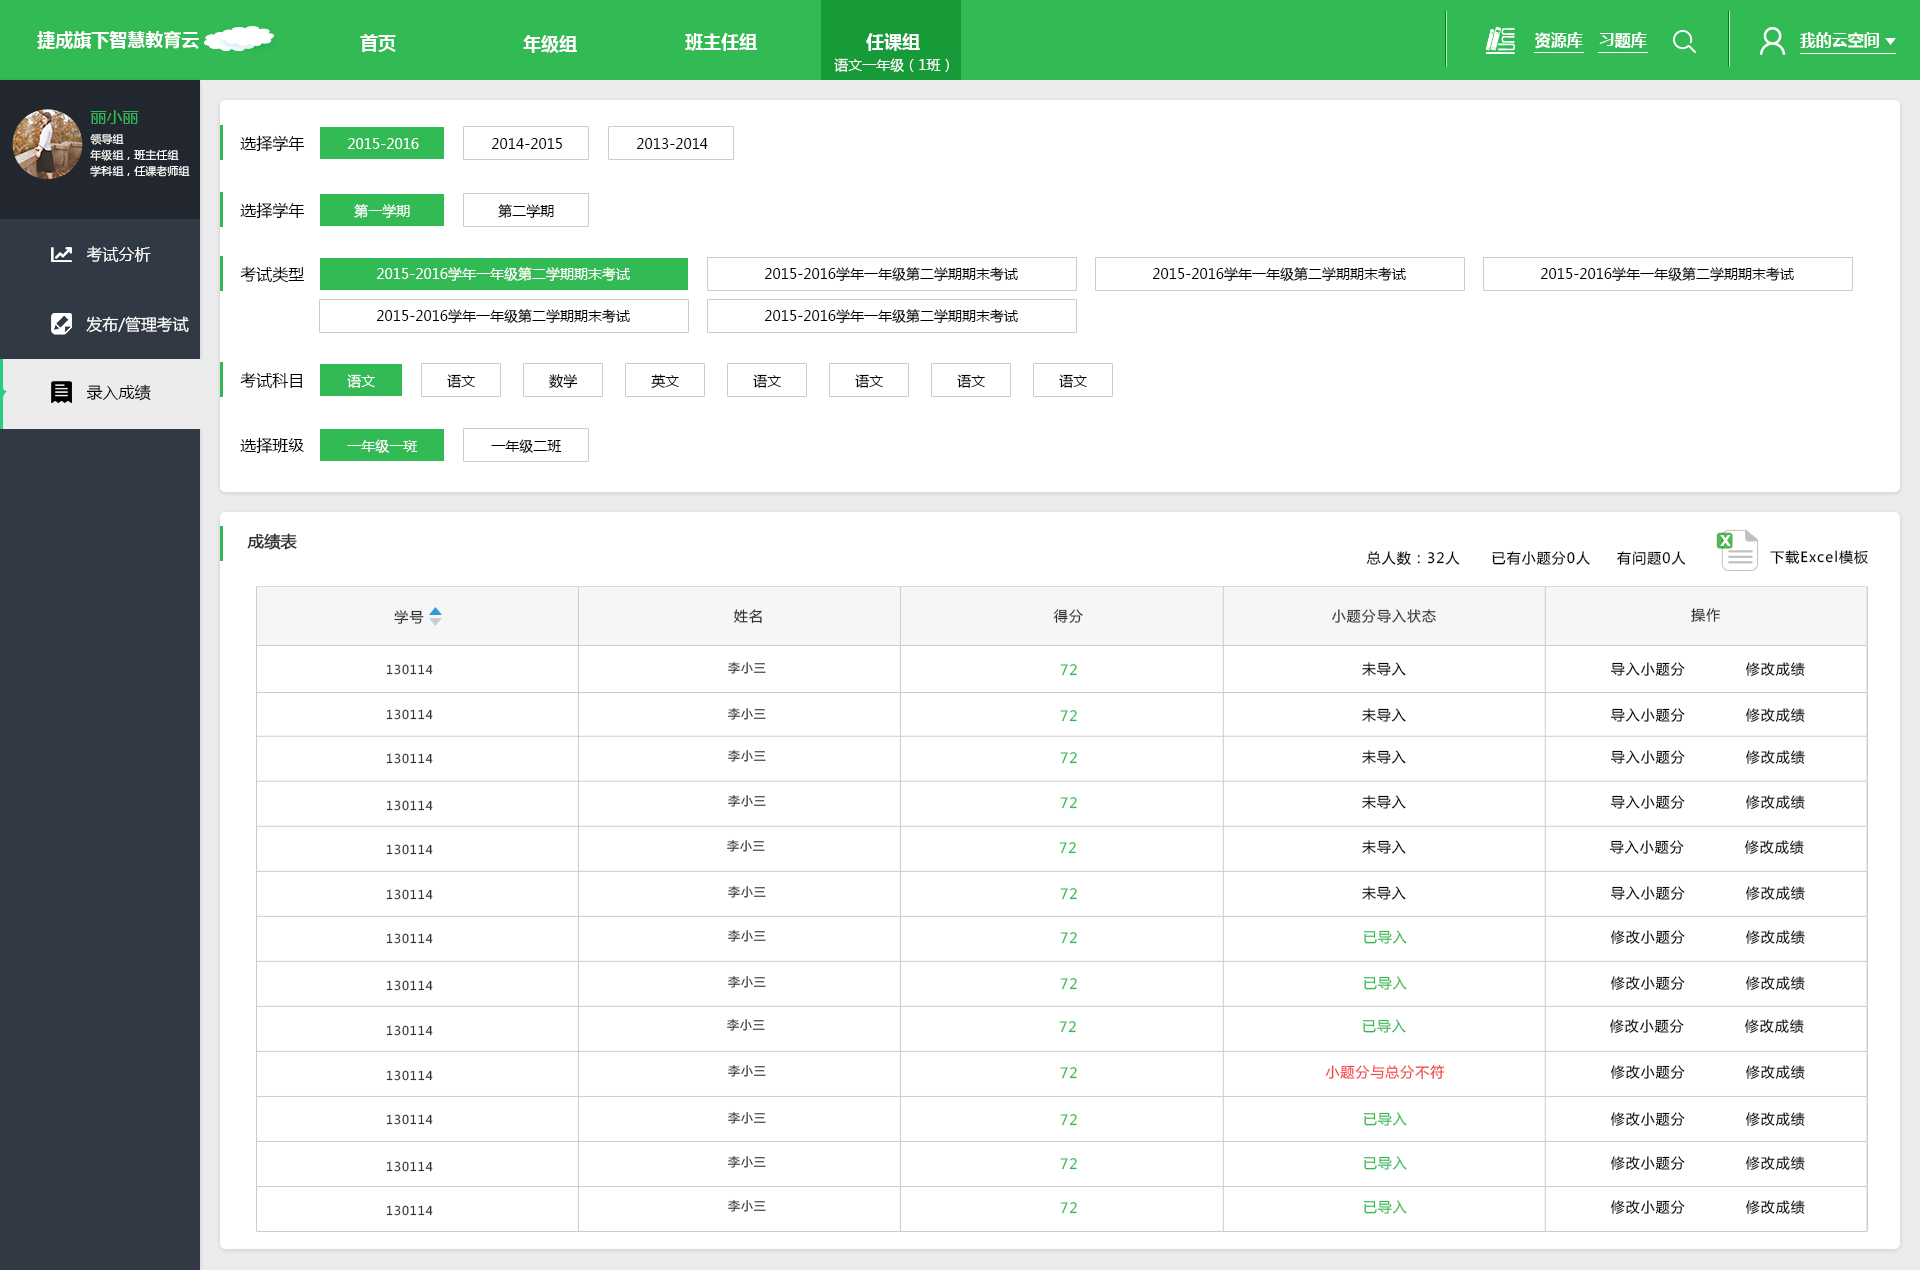 捷成旗下智慧教育云
首页
年级组
班主任组
任课组
语文一年级（1班）
资源库
习题库
我的云空间
丽小丽
领导组
年级组，班主任组
学科组，任课老师组
考试分析
发布/管理考试
录入成绩
选择学年 2015-2016 2014-2015 2013-2014
选择学年 第一学期 第二学期
考试类型 2015-2016学年一年级第二学期期末考试 2015-2016学年一年级第二学期期末考试 2015-2016学年一年级第二学期期末考试 2015-2016学年一年级第二学期期末考试
2015-2016学年一年级第二学期期末考试 2015-2016学年一年级第二学期期末考试
考试科目 语文 语文 数学 英文 语文 语文 语文 语文
选择班级 一年级一斑 一年级二班
成绩表
总人数：32人 已有小题分0人 有问题0人 下载Excel模板
学号 姓名 得分 小题分导入状态 操作
130114 李小三 72 未导入 导入小题分 修改成绩
130114 李小三 72 未导入 导入小题分 修改成绩
130114 李小三 72 未导入 导入小题分 修改成绩
130114 李小三 72 未导入 导入小题分 修改成绩
130114 李小三 72 未导入 导入小题分 修改成绩
130114 李小三 72 未导入 导入小题分 修改成绩
130114 李小三 72 已导入 修改小题分 修改成绩
130114 李小三 72 已导入 修改小题分 修改成绩
130114 李小三 72 已导入 修改小题分 修改成绩
130114 李小三 72 小题分与总分不符 修改小题分 修改成绩
130114 李小三 72 已导入 修改小题分 修改成绩
130114 李小三 72 已导入 修改小题分 修改成绩
130114 李小三 72 已导入 修改小题分 修改成绩